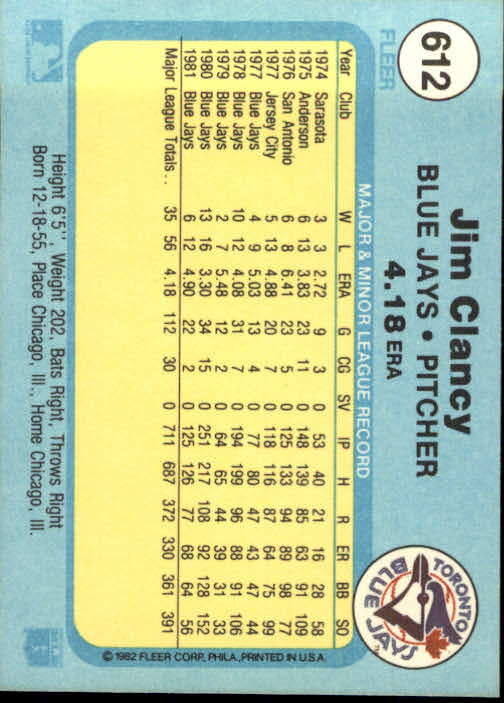 612
FLEER
Jim Clancy
BLUE JAYS • PITCHER
4.18 ERA
TORONTO
BLUE JAYS
MAJOR & MINOR LEAGUE RECORD
Year Club W L ERA G CG SV IP H R ER BB SO
1974 Sarasota 3 3 2.72 9 3 0 53 40 21 16 28 58
1975 Anderson 6 13 3.83 23 11 0 148 139 85 63 91 109
1976 San Antonio 6 8 6.41 23 5 0 125 133 94 89 98 77
1977 Jersey City 5 13 4.88 20 7 0 118 116 87 64 75 99
1977 Blue Jays 4 9 5.03 13 4 0 77 80 47 43 47 44
1978 Blue Jays 10 12 4.08 31 7 0 194 199 96 88 91 106
1979 Blue Jays 2 7 5.48 12 2 0 64 65 44 39 31 33
1980 Blue Jays 13 16 3.30 34 15 0 251 217 108 92 128 152
1981 Blue Jays 6 12 4.90 22 2 0 125 126 77 68 64 56
Major League Totals . . 35 56 4.18 112 30 0 711 687 372 330 361 391
© 1982 FLEER CORP., PHILA., PRINTED IN U.S.A.
Height 6'5", Weight 202, Bats Right, Throws Right
Born 12-18-55, Place Chicago, Ill., Home Chicago, Ill.